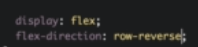 display: flex;
flex-direction: row-reverse;